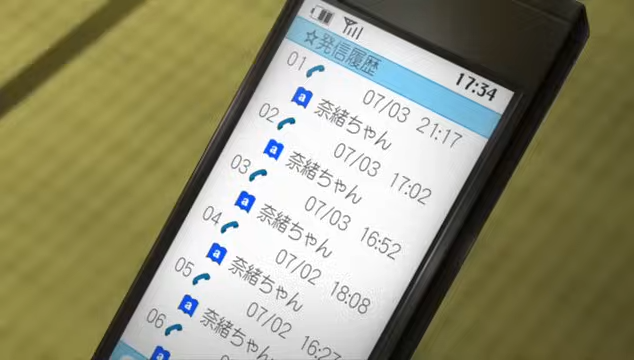 17:34
☆発信履歴
01 07/03 21:17
a 奈緒ちゃん
02 07/03 17:02
a 奈緒ちゃん
03 07/03 16:52
a 奈緒ちゃん
04 07/02 18:08
a 奈緒ちゃん
05 07/02 16:27
a 奈緒ちゃん
06
a